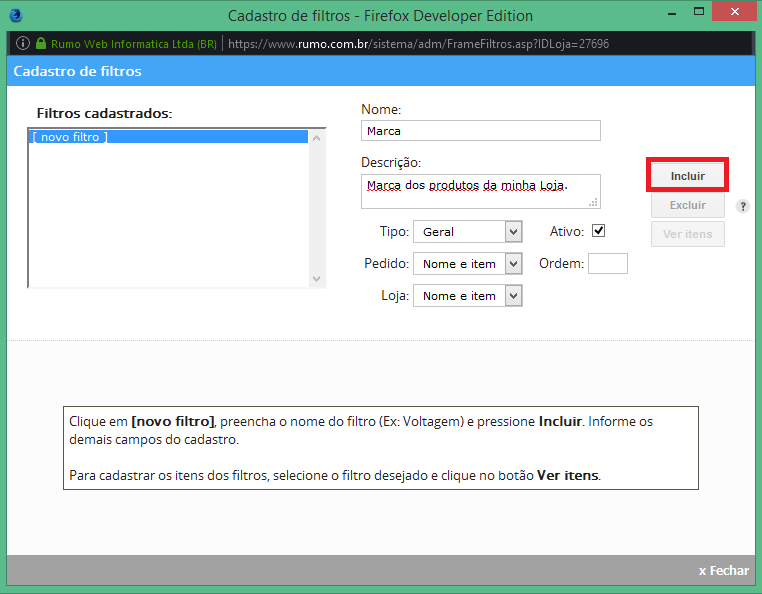 Cadastro de filtros - Firefox Developer Edition
Rumo Web Informatica Ltda (BR) https://www.rumo.com.br/sistema/adm/FrameFiltros.asp?IDLoja=27696
Cadastro de filtros
Filtros cadastrados:
[ novo filtro ]
Nome:
Marca
Descrição:
Marca dos produtos da minha Loja.
Tipo: Geral Ativo:
Pedido: Nome e item Ordem:
Loja: Nome e item
Incluir
Excluir ?
Ver itens
Clique em [novo filtro], preencha o nome do filtro (Ex: Voltagem) e pressione Incluir. Informe os
demais campos do cadastro.
Para cadastrar os itens dos filtros, selecione o filtro desejado e clique no botão Ver itens.
x Fechar